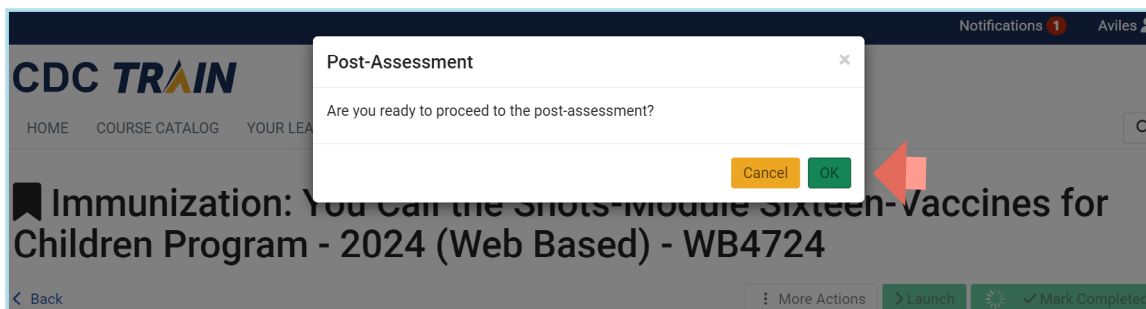 Notifications 1 Aviles
CDC TRAIN
Post-Assessment ×
Are you ready to proceed to the post-assessment?
HOME COURSE CATALOG YOUR LEA
Cancel OK
Immunization: You Call the Shots-Module Sixteen-Vaccines for
Children Program - 2024 (Web Based) - WB4724
Back More Actions Launch Mark Completed